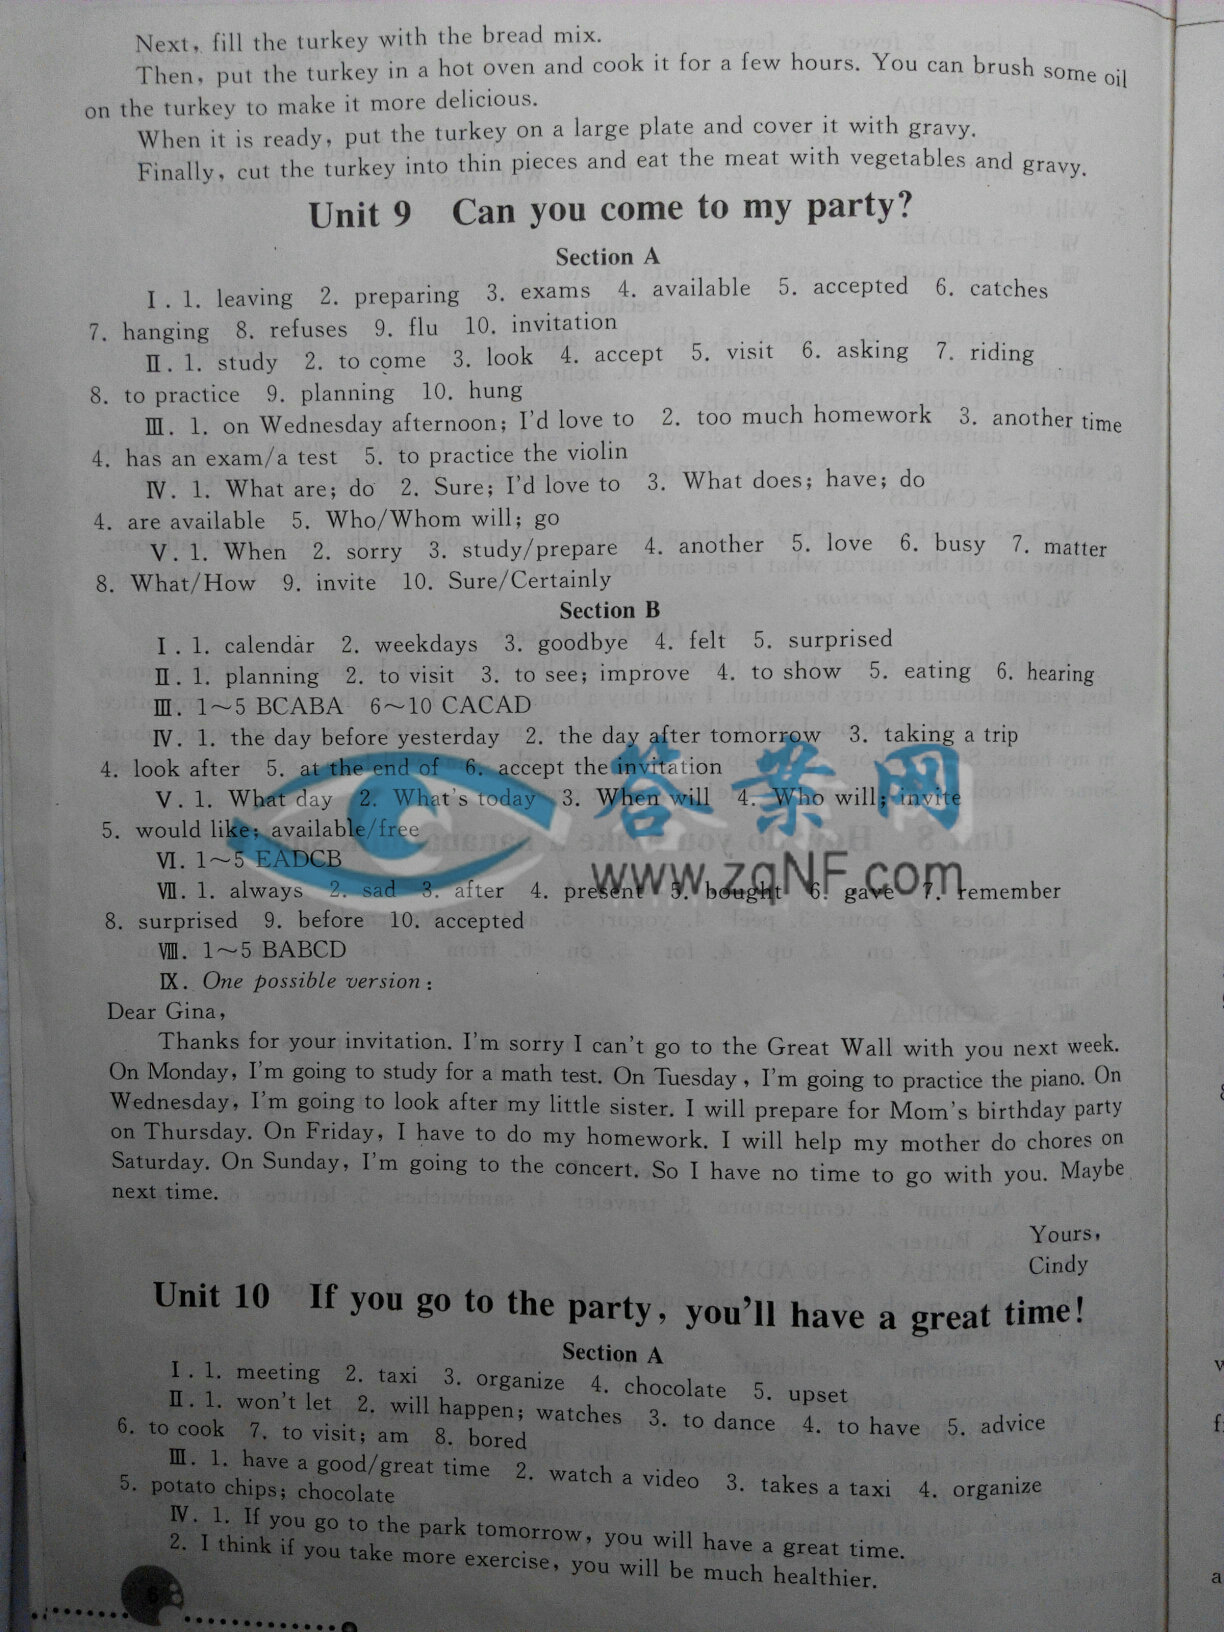 Next, fill the turkey with the bread mix.
Then, put the turkey in a hot oven and cook it for a few hours. You can brush some oil
on the turkey to make it more delicious.
When it is ready, put the turkey on a large plate and cover it with gravy.
Finally, cut the turkey into thin pieces and eat the meat with vegetables and gravy.
Unit 9 Can you come to my party?
Section A
Ⅰ. 1. leaving 2. preparing 3. exams 4. available 5. accepted 6. catches
7. hanging 8. refuses 9. flu 10. invitation
Ⅱ. 1. study 2. to come 3. look 4. accept 5. visit 6. asking 7. riding
8. to practice 9. planning 10. hung
Ⅲ. 1. on Wednesday afternoon; I'd love to 2. too much homework 3. another time
4. has an exam/a test 5. to practice the violin
Ⅳ. 1. What are; do 2. Sure; I'd love to 3. What does; have; do
4. are available 5. Who/Whom will; go
Ⅴ. 1. When 2. sorry 3. study/prepare 4. another 5. love 6. busy 7. matter
8. What/How 9. invite 10. Sure/Certainly
Section B
Ⅰ. 1. calendar 2. weekdays 3. goodbye 4. felt 5. surprised
Ⅱ. 1. planning 2. to visit 3. to see; improve 4. to show 5. eating 6. hearing
Ⅲ. 1~5 BCABA 6~10 CACAD
Ⅳ. 1. the day before yesterday 2. the day after tomorrow 3. taking a trip
4. look after 5. at the end of 6. accept the invitation
Ⅴ. 1. What day 2. What's today 3. When will 4. Who will; invite
5. would like; available/free
Ⅵ. 1~5 EADCB
Ⅶ. 1. always 2. sad 3. after 4. present 5. bought 6. gave 7. remember
8. surprised 9. before 10. accepted
Ⅷ. 1~5 BABCD
Ⅸ. One possible version:
Dear Gina,
Thanks for your invitation. I'm sorry I can't go to the Great Wall with you next week.
On Monday, I'm going to study for a math test. On Tuesday, I'm going to practice the piano. On
Wednesday, I'm going to look after my little sister. I will prepare for Mom's birthday party
on Thursday. On Friday, I have to do my homework. I will help my mother do chores on
Saturday. On Sunday, I'm going to the concert. So I have no time to go with you. Maybe
next time.
Yours,
Cindy
Unit 10 If you go to the party, you'll have a great time!
Section A
Ⅰ. 1. meeting 2. taxi 3. organize 4. chocolate 5. upset
Ⅱ. 1. won't let 2. will happen; watches 3. to dance 4. to have 5. advice
6. to cook 7. to visit; am 8. bored
Ⅲ. 1. have a good/great time 2. watch a video 3. takes a taxi 4. organize
5. potato chips; chocolate
Ⅳ. 1. If you go to the park tomorrow, you will have a great time.
2. I think if you take more exercise, you will be much healthier.
6
答案网
www.zqNF.com